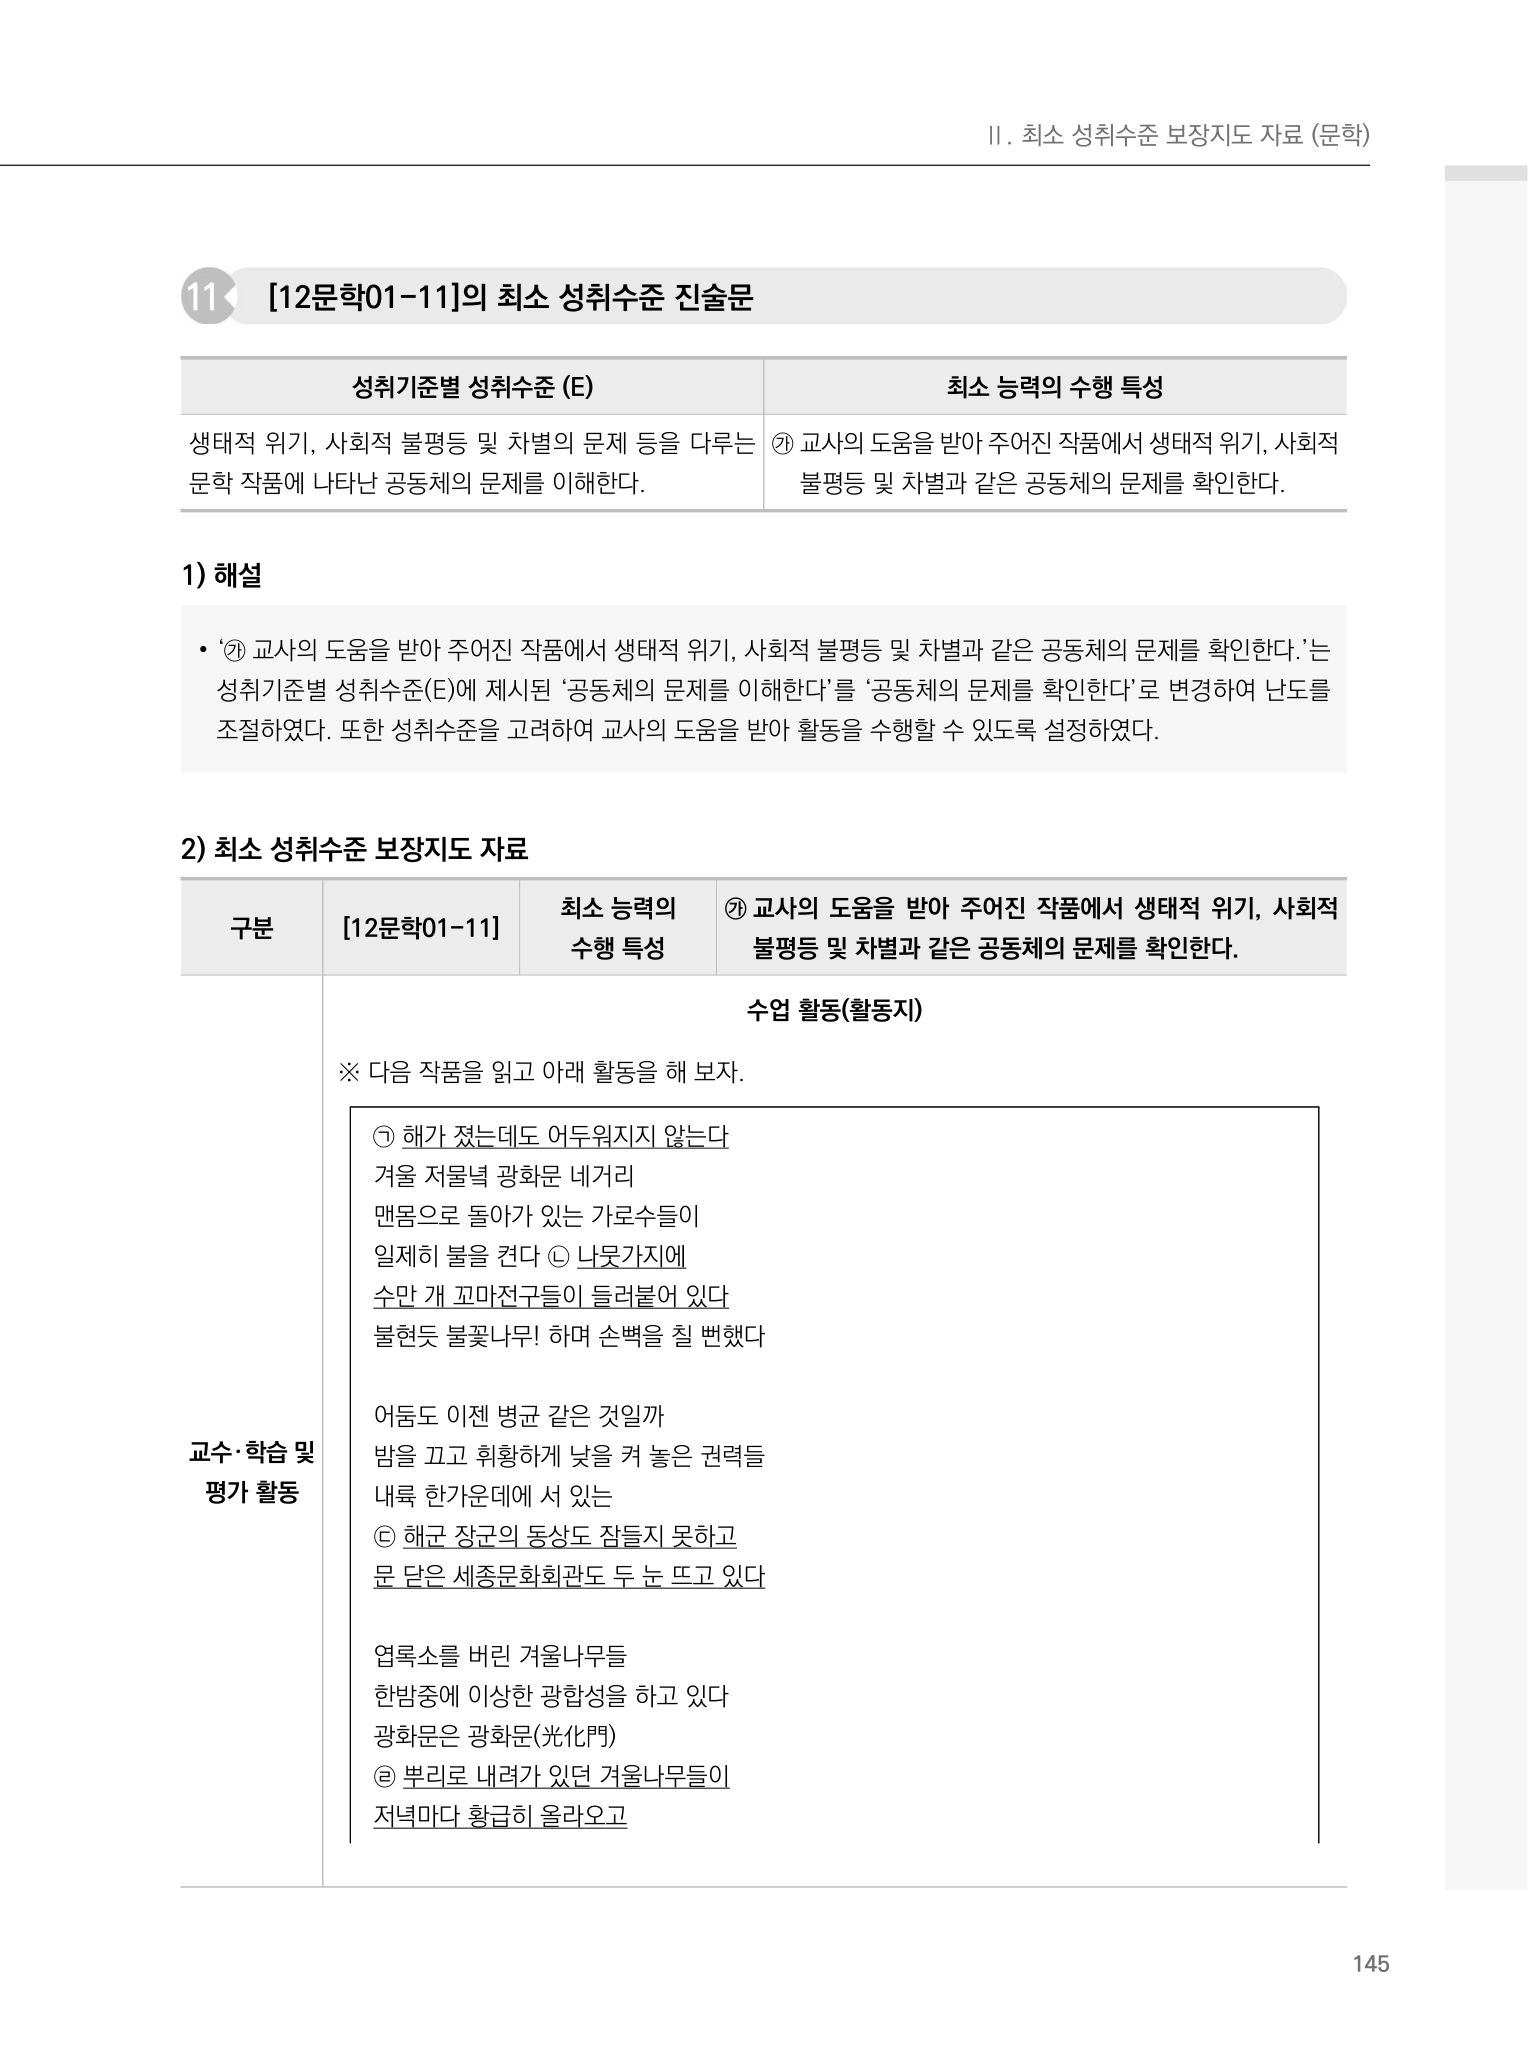 Ⅱ. 최소 성취수준 보장지도 자료 (문학)
11 [12문학01-11]의 최소 성취수준 진술문
성취기준별 성취수준 (E) 최소 능력의 수행 특성
생태적 위기, 사회적 불평등 및 차별의 문제 등을 다루는 ㉮ 교사의 도움을 받아 주어진 작품에서 생태적 위기, 사회적
문학 작품에 나타난 공동체의 문제를 이해한다. 불평등 및 차별과 같은 공동체의 문제를 확인한다.
1) 해설
• ‘㉮ 교사의 도움을 받아 주어진 작품에서 생태적 위기, 사회적 불평등 및 차별과 같은 공동체의 문제를 확인한다.’는
성취기준별 성취수준(E)에 제시된 ‘공동체의 문제를 이해한다’를 ‘공동체의 문제를 확인한다’로 변경하여 난도를
조절하였다. 또한 성취수준을 고려하여 교사의 도움을 받아 활동을 수행할 수 있도록 설정하였다.
2) 최소 성취수준 보장지도 자료
구분 [12문학01-11] 최소 능력의 수행 특성 ㉮ 교사의 도움을 받아 주어진 작품에서 생태적 위기, 사회적
불평등 및 차별과 같은 공동체의 문제를 확인한다.
수업 활동(활동지)
※ 다음 작품을 읽고 아래 활동을 해 보자.
㉠ 해가 졌는데도 어두워지지 않는다
겨울 저물녘 광화문 네거리
맨몸으로 돌아가 있는 가로수들이
일제히 불을 켠다 ㉡ 나뭇가지에
수만 개 꼬마전구들이 들러붙어 있다
불현듯 불꽃나무! 하며 손뼉을 칠 뻔했다
어둠도 이젠 병균 같은 것일까
밤을 끄고 휘황하게 낮을 켜 놓은 권력들
내륙 한가운데에 서 있는
㉢ 해군 장군의 동상도 잠들지 못하고
문 닫은 세종문화회관도 두 눈 뜨고 있다
엽록소를 버린 겨울나무들
한밤중에 이상한 광합성을 하고 있다
광화문은 광화문(光化門)
㉣ 뿌리로 내려가 있던 겨울나무들이
저녁마다 황급히 올라오고
교수·학습 및
평가 활동
145